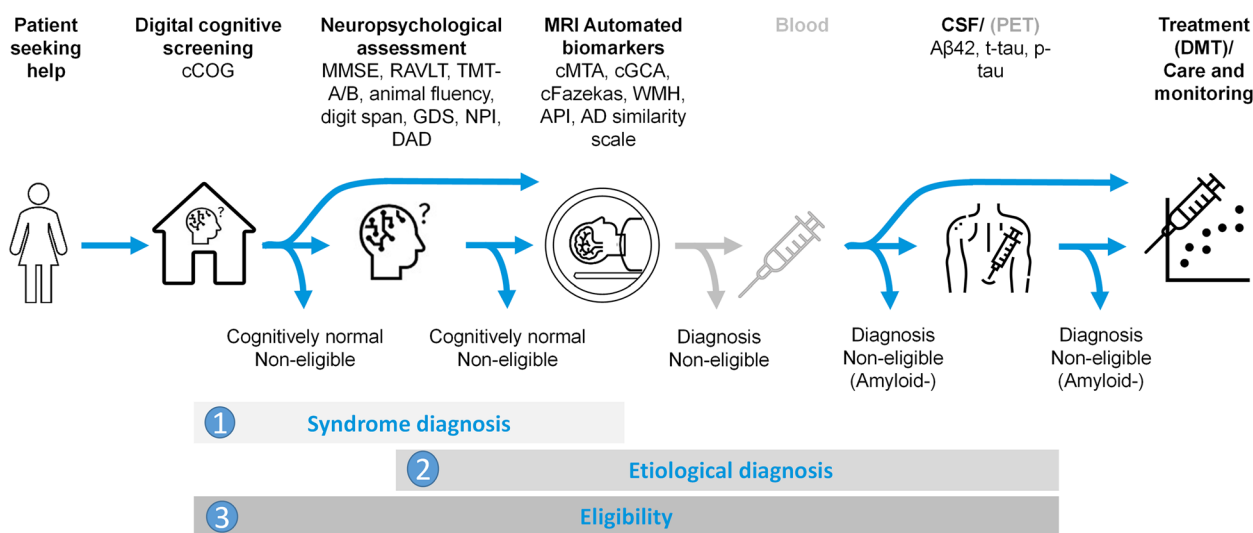 Patient
seeking
help
Digital cognitive
screening
cCOG
Neuropsychological
assessment
MMSE, RAVLT, TMT-
A/B, animal fluency,
digit span, GDS, NPI,
DAD
MRI Automated
biomarkers
cMTA, cGCA,
cFazekas, WMH,
API, AD similarity
scale
Blood
CSF/ (PET)
Aβ42, t-tau, p-
tau
Treatment
(DMT)/
Care and
monitoring
?
?
Cognitively normal
Non-eligible
Cognitively normal
Non-eligible
Diagnosis
Non-eligible
Diagnosis
Non-eligible
(Amyloid-)
Diagnosis
Non-eligible
(Amyloid-)
1 Syndrome diagnosis
2 Etiological diagnosis
3 Eligibility